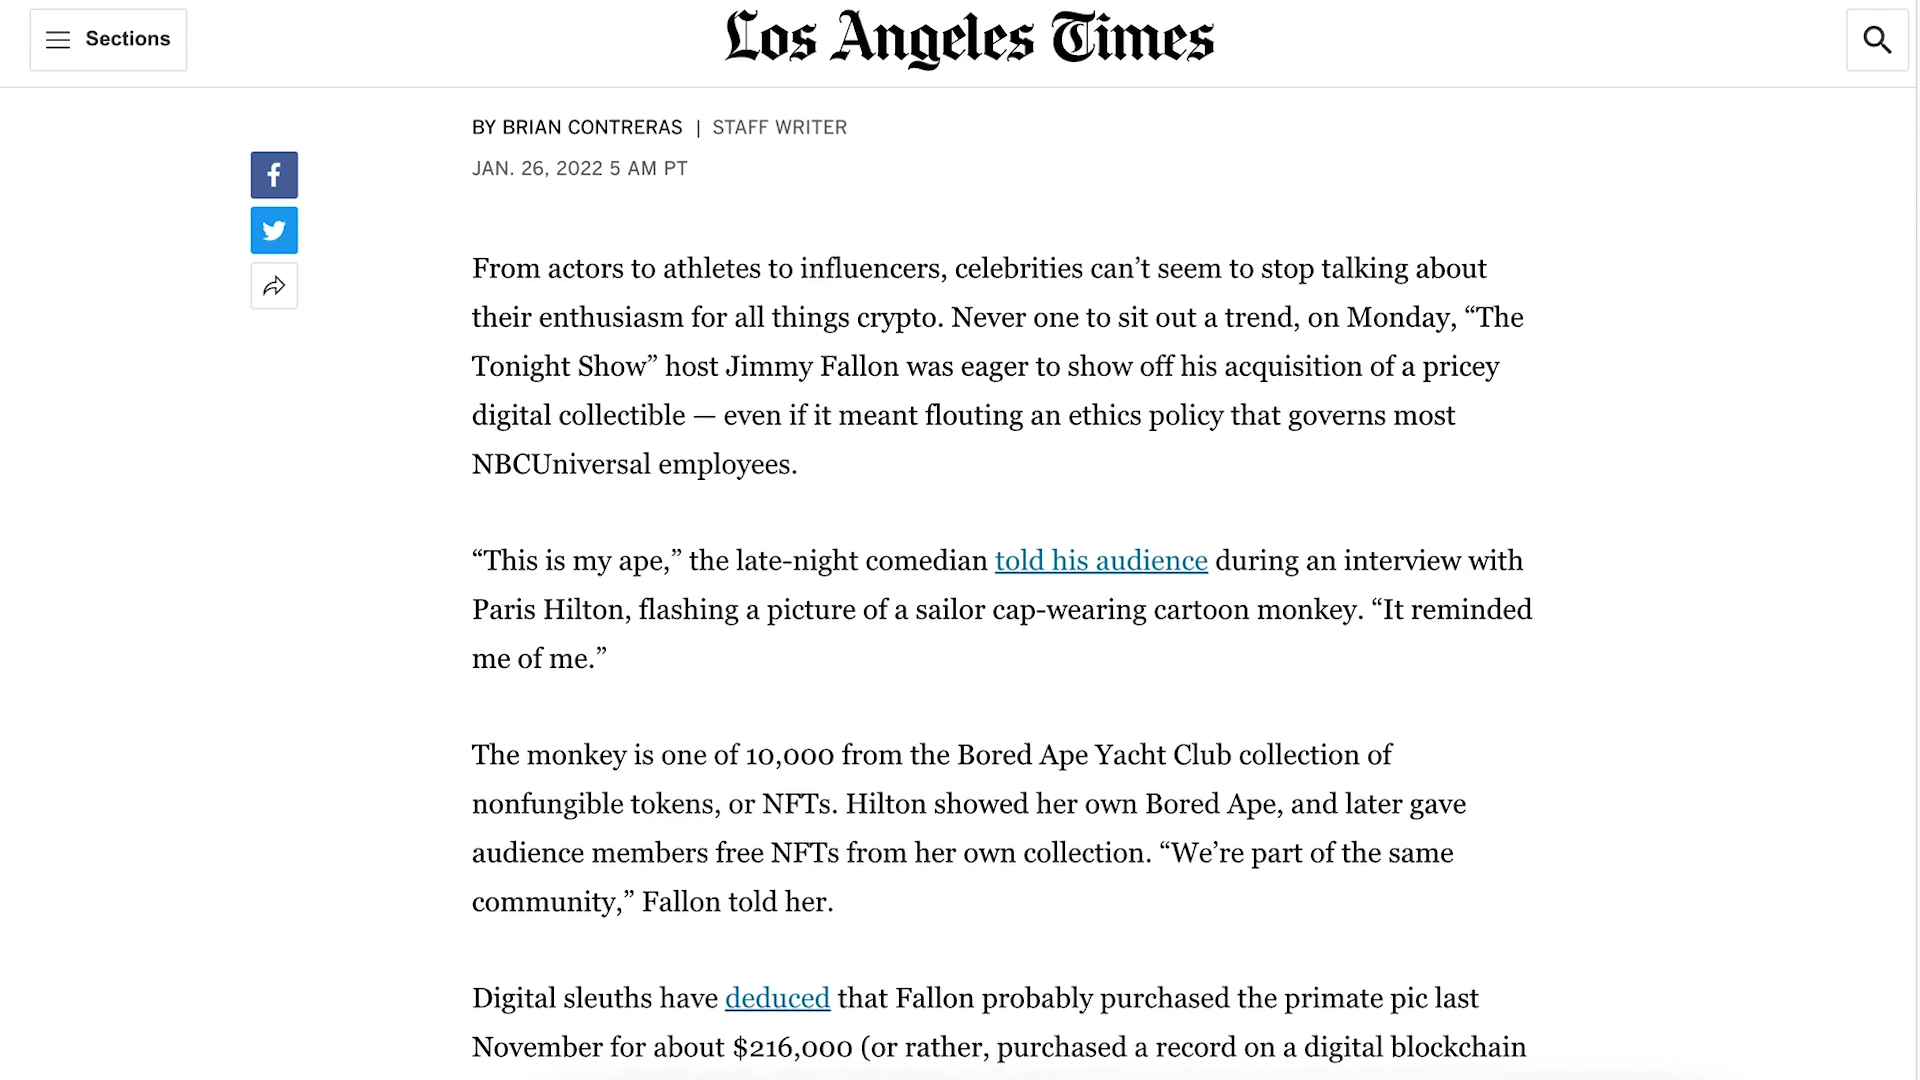 Sections
Los Angeles Times
BY BRIAN CONTRERAS | STAFF WRITER
JAN. 26, 2022 5 AM PT
From actors to athletes to influencers, celebrities can’t seem to stop talking about
their enthusiasm for all things crypto. Never one to sit out a trend, on Monday, “The
Tonight Show” host Jimmy Fallon was eager to show off his acquisition of a pricey
digital collectible — even if it meant flouting an ethics policy that governs most
NBCUniversal employees.
“This is my ape,” the late-night comedian told his audience during an interview with
Paris Hilton, flashing a picture of a sailor cap-wearing cartoon monkey. “It reminded
me of me.”
The monkey is one of 10,000 from the Bored Ape Yacht Club collection of
nonfungible tokens, or NFTs. Hilton showed her own Bored Ape, and later gave
audience members free NFTs from her own collection. “We’re part of the same
community,” Fallon told her.
Digital sleuths have deduced that Fallon probably purchased the primate pic last
November for about $216,000 (or rather, purchased a record on a digital blockchain